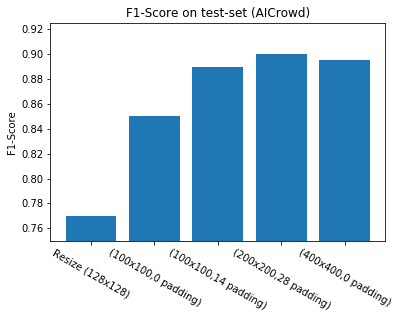 F1-Score on test-set (AICrowd)
0.92
0.90
0.88
0.86
0.84
0.82
0.80
0.78
0.76
F1-Score
Resize (128x128)
(100x100,0 padding)
(100x100,14 padding)
(200x200,28 padding)
(400x400,0 padding)